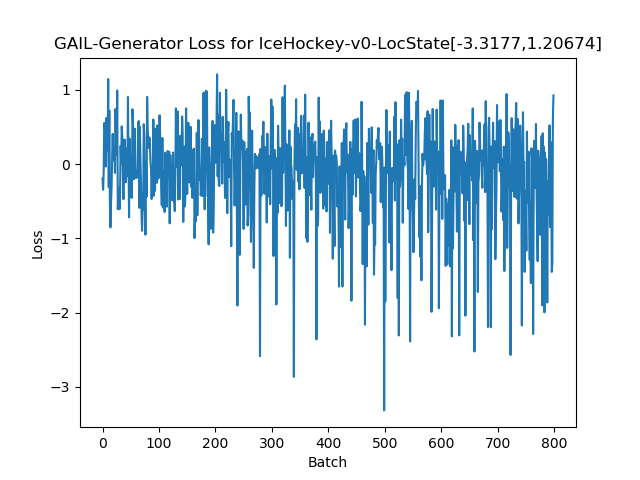 GAIL-Generator Loss for IceHockey-v0-LocState[-3.3177,1.20674]
1
0
−1
−2
−3
Loss
0 100 200 300 400 500 600 700 800
Batch